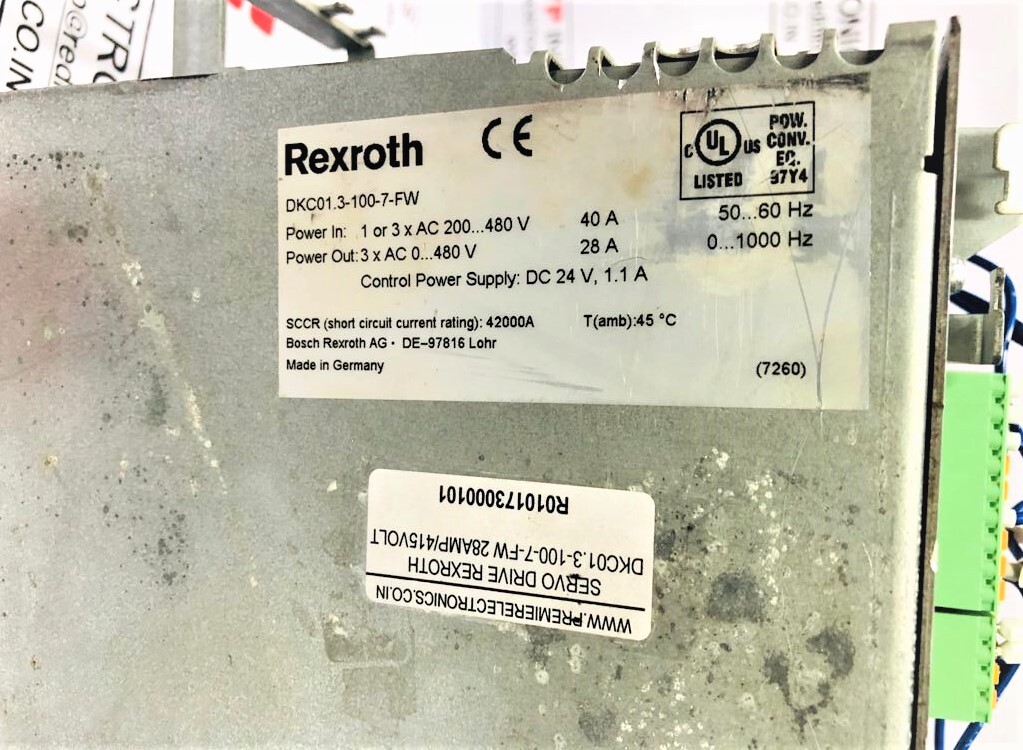 CTRO
CO.IN
o@red
Rexroth
CE
C UL US
LISTED
POW.
CONV.
EQ.
97Y4
DKC01.3-100-7-FW
Power In: 1 or 3 x AC 200...480 V 40 A 50...60 Hz
Power Out: 3 x AC 0...480 V 28 A 0...1000 Hz
Control Power Supply: DC 24 V, 1.1 A
SCCR (short circuit current rating): 42000A T(amb):45 °C
Bosch Rexroth AG • DE–97816 Lohr
Made in Germany (7260)
WWW.PREMIERELECTRONICS.CO.IN
SERVO DRIVE REXROTH
DKC01.3-100-7-FW 28AMP/415VOLT
R010173000101